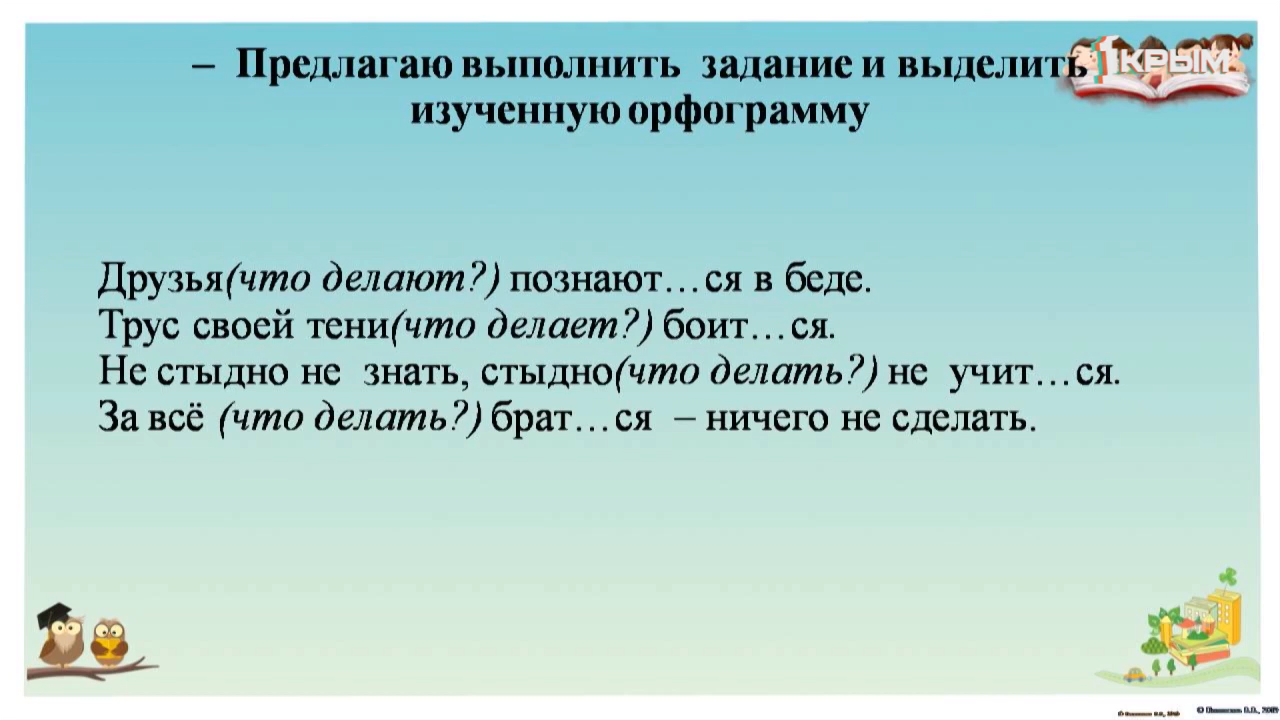 – Предлагаю выполнить задание и выделить
изученную орфограмму
1КРЫМ
Друзья(что делают?) познают…ся в беде.
Трус своей тени(что делает?) боит…ся.
Не стыдно не знать, стыдно(что делать?) не учит…ся.
За всё (что делать?) брат…ся – ничего не сделать.